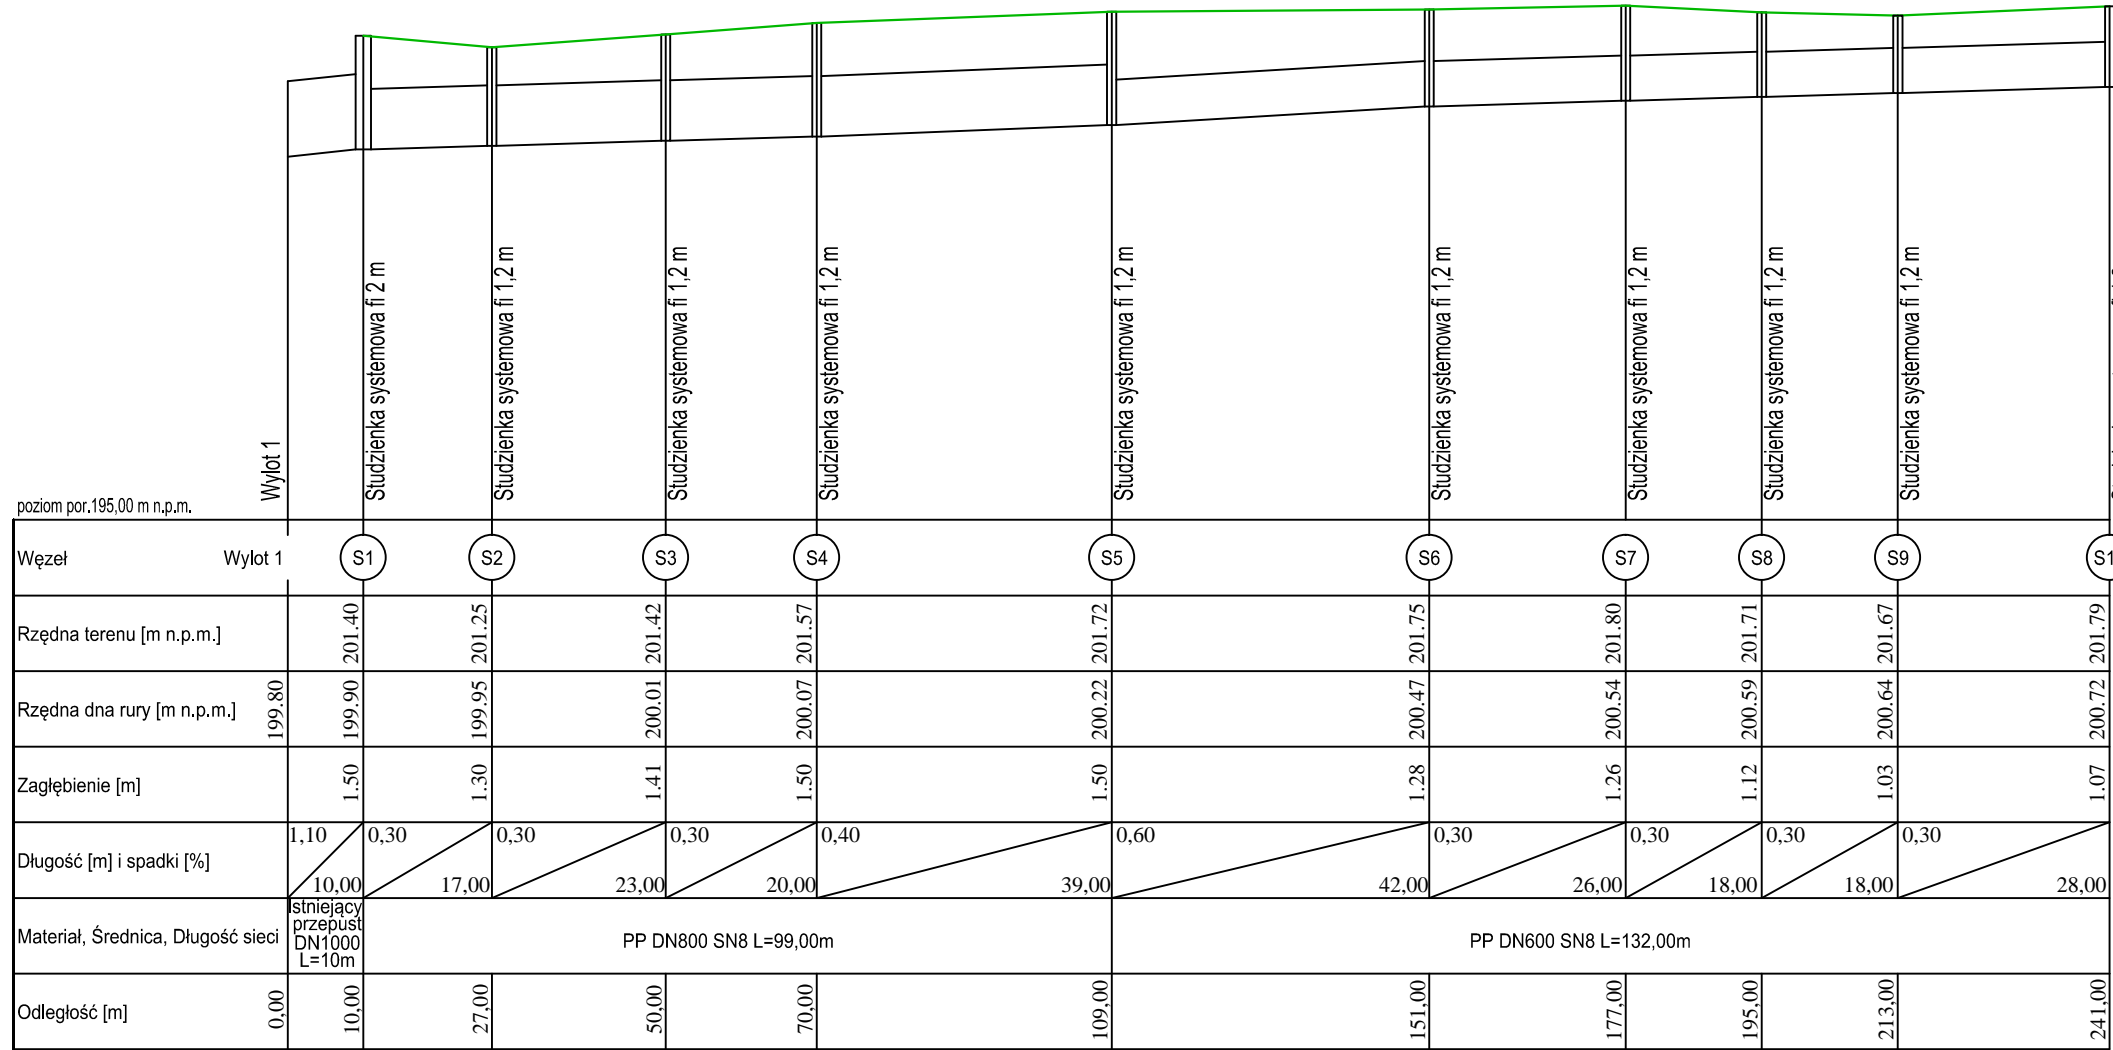 Wylot 1
Studzienka systemowa fi 2 m
Studzienka systemowa fi 1,2 m
Studzienka systemowa fi 1,2 m
Studzienka systemowa fi 1,2 m
Studzienka systemowa fi 1,2 m
Studzienka systemowa fi 1,2 m
Studzienka systemowa fi 1,2 m
Studzienka systemowa fi 1,2 m
Studzienka systemowa fi 1,2 m
poziom por.195,00 m n.p.m.
Węzeł Wylot 1 S1 S2 S3 S4 S5 S6 S7 S8 S9 S1
Rzędna terenu [m n.p.m.] 201.40 201.25 201.42 201.57 201.72 201.75 201.80 201.71 201.67 201.79
Rzędna dna rury [m n.p.m.] 199.80 199.90 199.95 200.01 200.07 200.22 200.47 200.54 200.59 200.64 200.72
Zagłębienie [m] 1.50 1.30 1.41 1.50 1.50 1.28 1.26 1.12 1.03 1.07
Długość [m] i spadki [%]
1,10 0,30 0,30 0,30 0,40 0,60 0,30 0,30 0,30 0,30
10,00 17,00 23,00 20,00 39,00 42,00 26,00 18,00 18,00 28,00
Materiał, Średnica, Długość sieci
Istniejący
przepust
DN1000
L=10m
PP DN800 SN8 L=99,00m
PP DN600 SN8 L=132,00m
Odległość [m] 0,00 10,00 27,00 50,00 70,00 109,00 151,00 177,00 195,00 213,00 241,00